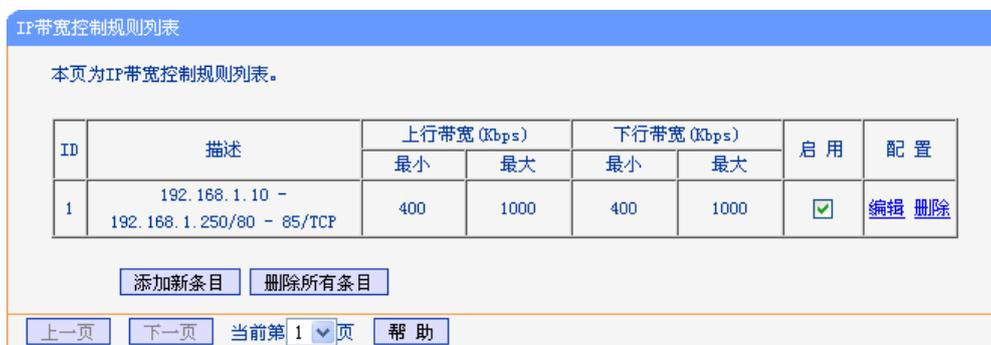 IP带宽控制规则列表
本页为IP带宽控制规则列表。
ID 描述 上行带宽(Kbps) 下行带宽(Kbps) 启用 配置
最小 最大 最小 最大
1 192.168.1.10 - 192.168.1.250/80 - 85/TCP 400 1000 400 1000 编辑 删除
添加新条目 删除所有条目
上一页 下一页 当前第 1 页 帮助